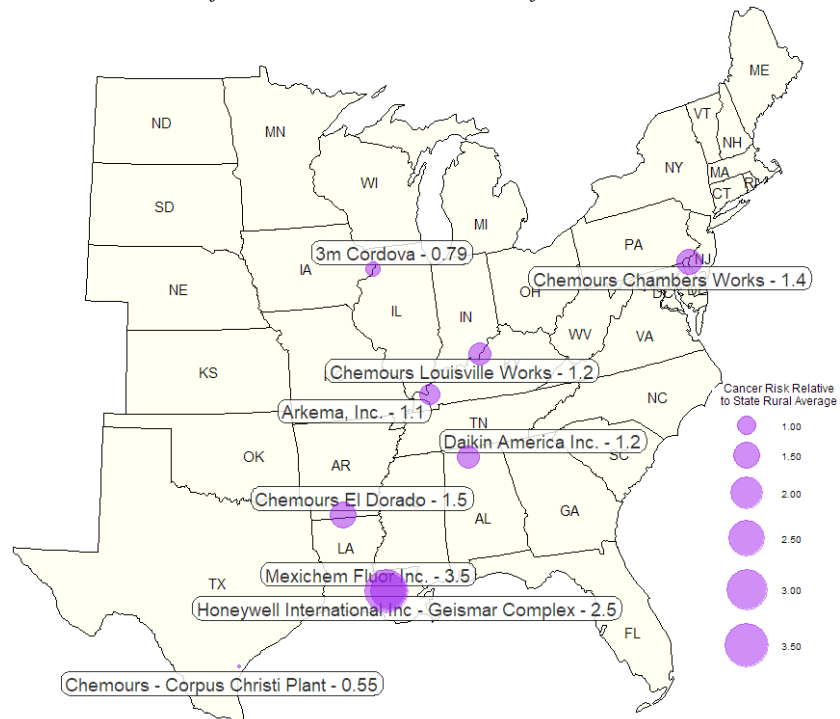 ME
ND
MN
VT
NH
WI
NY
MA
CT
SD
MI
3m Cordova - 0.79
PA
NJ
IA
Chemours Chambers Works - 1.4
NE
OH
IL
IN
WV
VA
KS
Chemours Louisville Works - 1.2
Cancer Risk Relative
to State Rural Average
NC
Arkema, Inc. - 1.1
1.00
TN
Daikin America Inc. - 1.2
OK
AR
SC
1.50
Chemours El Dorado - 1.5
2.00
AL
GA
LA
2.50
Mexichem Fluor Inc. - 3.5
TX
3.00
Honeywell International Inc - Geismar Complex - 2.5
FL
3.50
Chemours - Corpus Christi Plant - 0.55